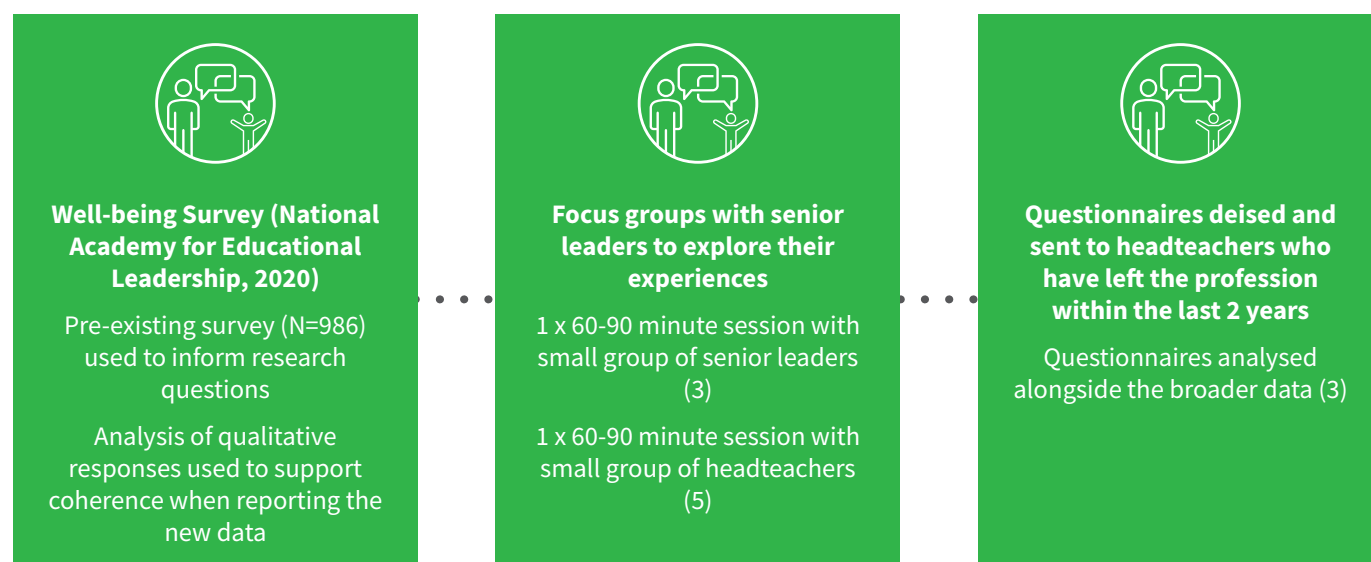 Well-being Survey (National
Academy for Educational
Leadership, 2020)
Pre-existing survey (N=986)
used to inform research
questions
Analysis of qualitative
responses used to support
coherence when reporting the
new data
Focus groups with senior
leaders to explore their
experiences
1 x 60-90 minute session with
small group of senior leaders
(3)
1 x 60-90 minute session with
small group of headteachers
(5)
Questionnaires deised and
sent to headteachers who
have left the profession
within the last 2 years
Questionnaires analysed
alongside the broader data (3)